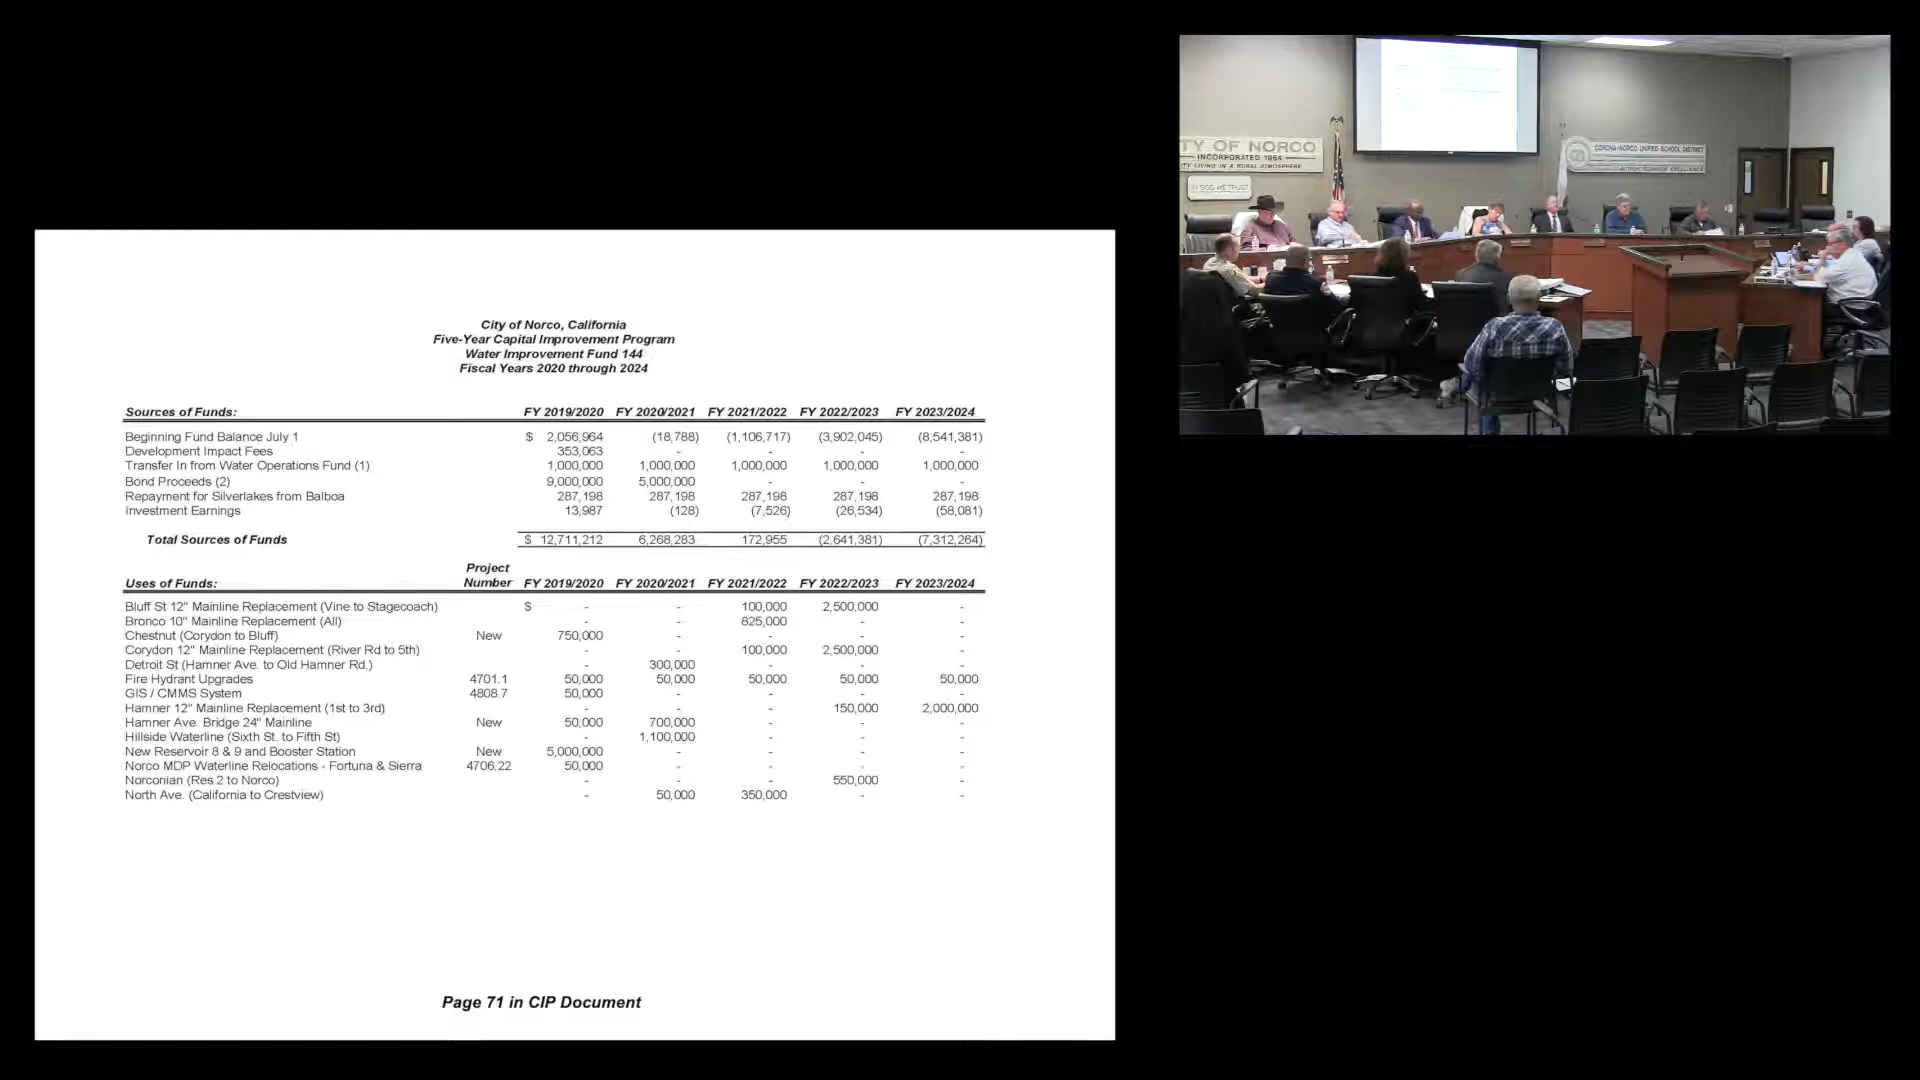 City of Norco, California
Five-Year Capital Improvement Program
Water Improvement Fund 144
Fiscal Years 2020 through 2024
Sources of Funds: FY 2019/2020 FY 2020/2021 FY 2021/2022 FY 2022/2023 FY 2023/2024
Beginning Fund Balance July 1 $ 2,056,964 (18,788) (1,106,717) (3,902,045) (8,541,381)
Development Impact Fees 353,063 - - - -
Transfer In from Water Operations Fund (1) 1,000,000 1,000,000 1,000,000 1,000,000 1,000,000
Bond Proceeds (2) 9,000,000 5,000,000 - - -
Repayment for Silverlakes from Balboa 287,198 287,198 287,198 287,198 287,198
Investment Earnings 13,987 (128) (7,526) (26,534) (58,081)
Total Sources of Funds $ 12,711,212 6,268,283 172,955 (2,641,381) (7,312,264)
Uses of Funds: Project Number FY 2019/2020 FY 2020/2021 FY 2021/2022 FY 2022/2023 FY 2023/2024
Bluff St 12" Mainline Replacement (Vine to Stagecoach) $ - - 100,000 2,500,000 -
Bronco 10" Mainline Replacement (All) - - 825,000 - -
Chestnut (Corydon to Bluff) New 750,000 - - - -
Corydon 12" Mainline Replacement (River Rd to 5th) - - 100,000 2,500,000 -
Detroit St (Hamner Ave. to Old Hamner Rd.) - 300,000 - - -
Fire Hydrant Upgrades 4701.1 50,000 50,000 50,000 50,000 50,000
GIS / CMMS System 4808.7 50,000 - - - -
Hamner 12" Mainline Replacement (1st to 3rd) - - - 150,000 2,000,000
Hamner Ave. Bridge 24" Mainline New 50,000 700,000 - - -
Hillside Waterline (Sixth St. to Fifth St) - 1,100,000 - - -
New Reservoir 8 & 9 and Booster Station New 5,000,000 - - - -
Norco MDP Waterline Relocations - Fortuna & Sierra 4706.22 50,000 - - - -
Norconian (Res 2 to Norco) - - - 550,000 -
North Ave. (California to Crestview) - 50,000 350,000 - -
Page 71 in CIP Document
TY OF NORCO
INCORPORATED 1964
ITY LIVING IN A RURAL ATMOSPHERE
IN GOD WE TRUST
CORONA-NORCO UNIFIED SCHOOL DISTRICT